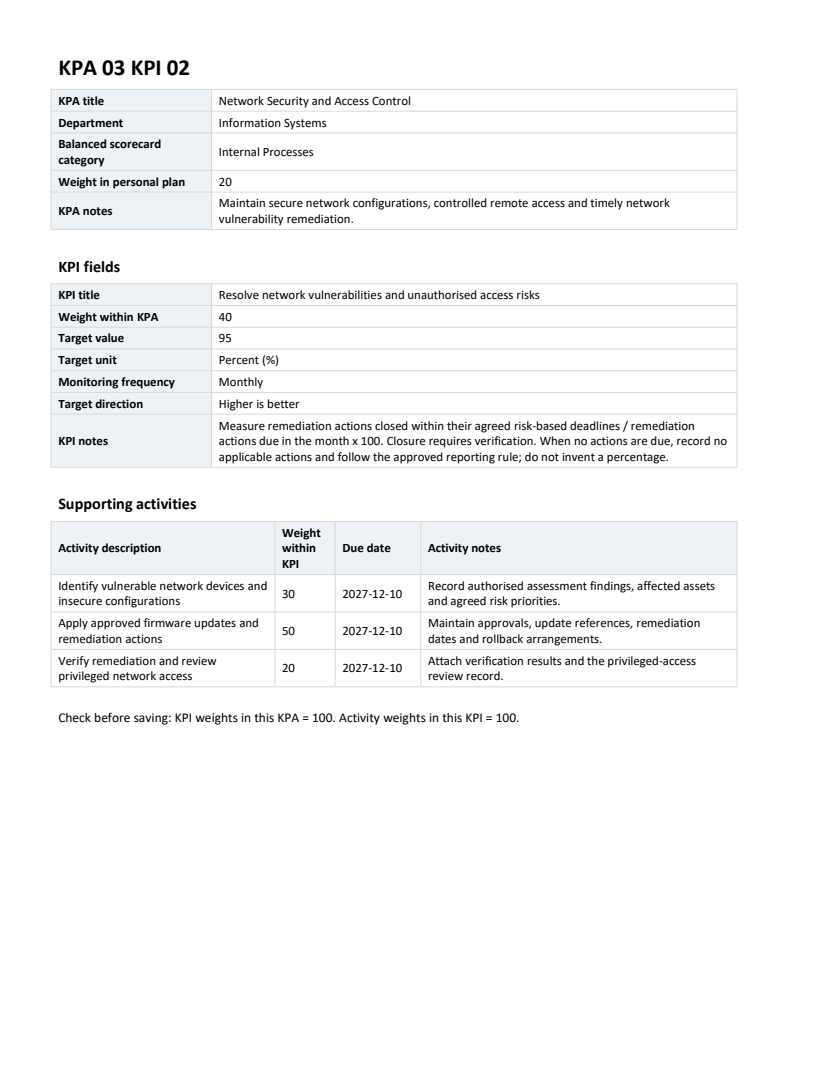 KPA 03 KPI 02
KPA title
Network Security and Access Control
Department
Information Systems
Balanced scorecard
category
Internal Processes
Weight in personal plan
20
KPA notes
Maintain secure network configurations, controlled remote access and timely network
vulnerability remediation.
KPI fields
KPI title
Resolve network vulnerabilities and unauthorised access risks
Weight within KPA
40
Target value
95
Target unit
Percent (%)
Monitoring frequency
Monthly
Target direction
Higher is better
KPI notes
Measure remediation actions closed within their agreed risk-based deadlines / remediation
actions due in the month x 100. Closure requires verification. When no actions are due, record no
applicable actions and follow the approved reporting rule; do not invent a percentage.
Supporting activities
Activity description
Weight
within
KPI
Due date
Activity notes
Identify vulnerable network devices and
insecure configurations
30
2027-12-10
Record authorised assessment findings, affected assets
and agreed risk priorities.
Apply approved firmware updates and
remediation actions
50
2027-12-10
Maintain approvals, update references, remediation
dates and rollback arrangements.
Verify remediation and review
privileged network access
20
2027-12-10
Attach verification results and the privileged-access
review record.
Check before saving: KPI weights in this KPA = 100. Activity weights in this KPI = 100.